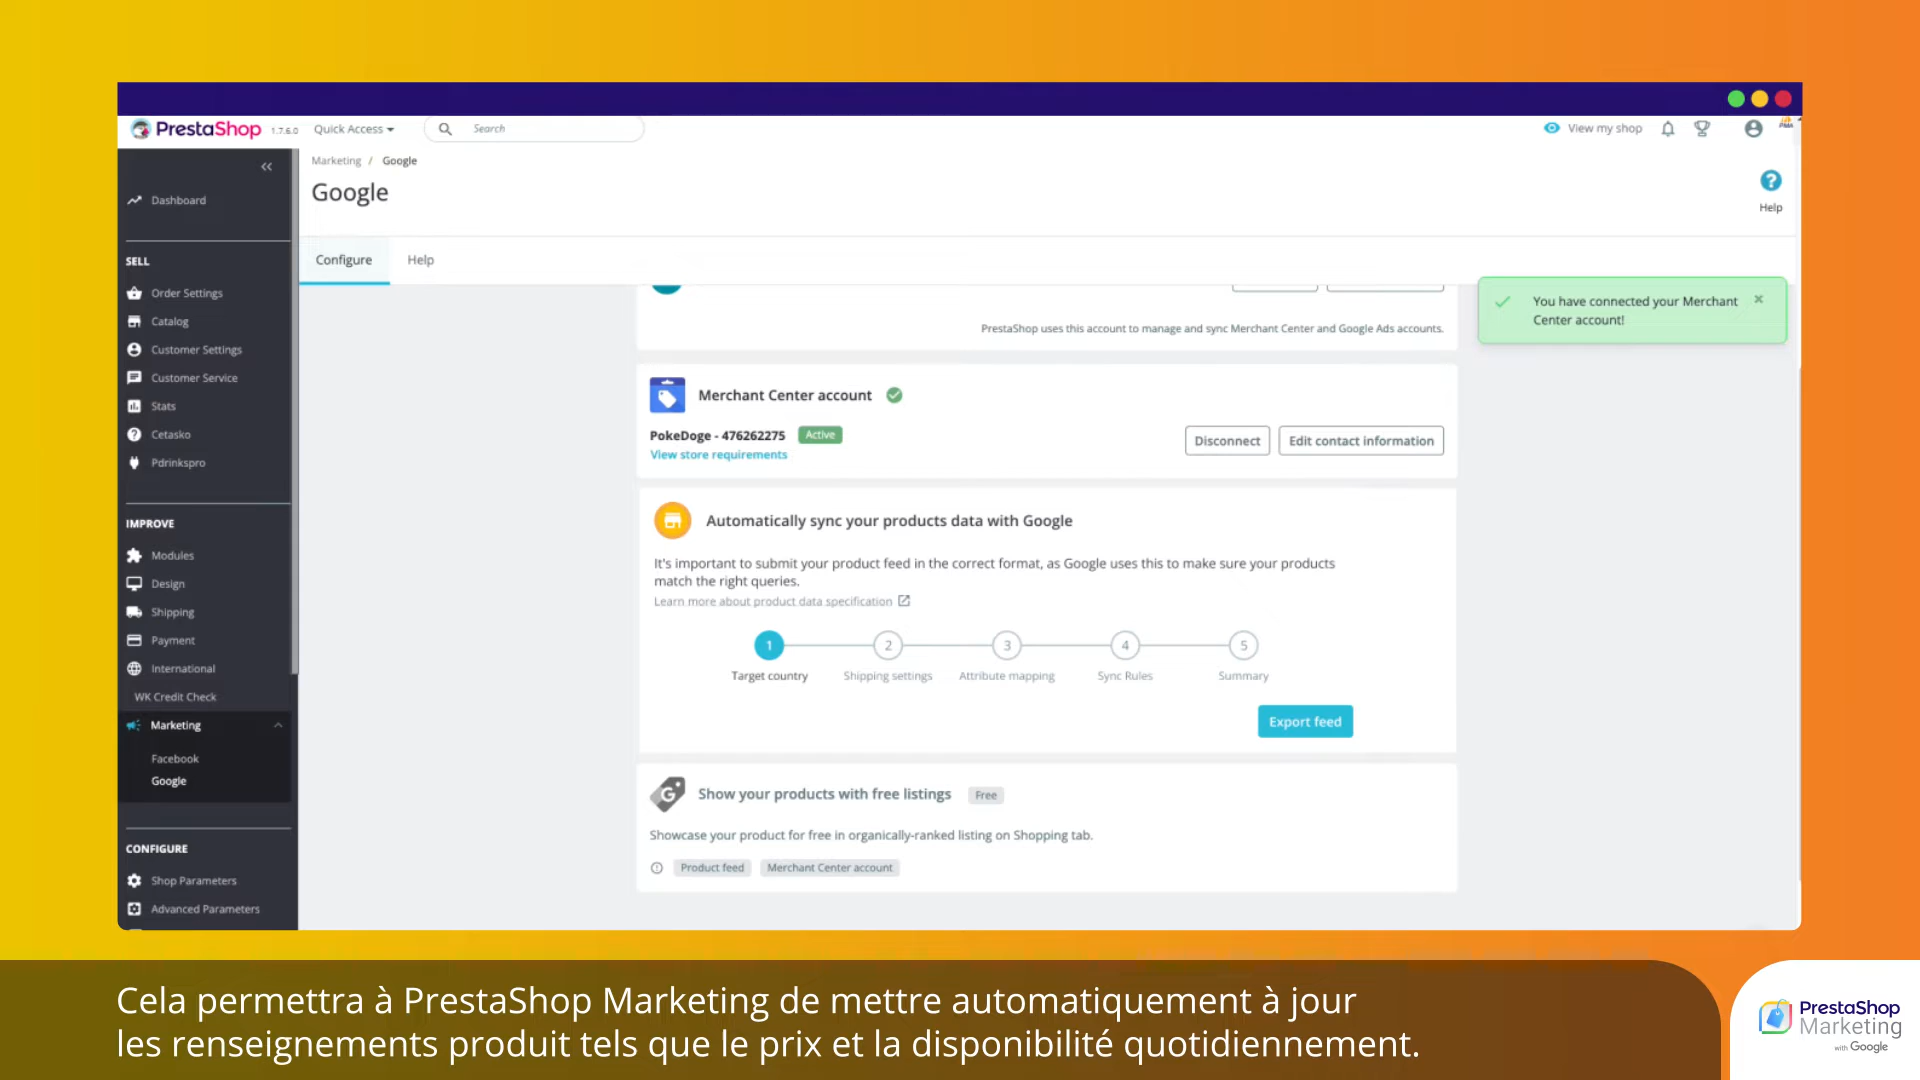 PrestaShop 1.7.6.0 Quick Access Search View my shop
Marketing / Google
Google
Help
Configure Help
Dashboard
SELL
Order Settings
Catalog
Customer Settings
Customer Service
Stats
Cetasko
Pdrinkspro
IMPROVE
Modules
Design
Shipping
Payment
International
WK Credit Check
Marketing
Facebook
Google
CONFIGURE
Shop Parameters
Advanced Parameters
PrestaShop uses this account to manage and sync Merchant Center and Google Ads accounts.
You have connected your Merchant
Center account!
Merchant Center account
PokeDoge - 476262275 Active
View store requirements
Disconnect Edit contact information
Automatically sync your products data with Google
It's important to submit your product feed in the correct format, as Google uses this to make sure your products
match the right queries.
Learn more about product data specification
1 2 3 4 5
Target country Shipping settings Attribute mapping Sync Rules Summary
Export feed
Show your products with free listings Free
Showcase your product for free in organically-ranked listing on Shopping tab.
Product feed Merchant Center account
Cela permettra à PrestaShop Marketing de mettre automatiquement à jour
les renseignements produit tels que le prix et la disponibilité quotidiennement.
PrestaShop
Marketing
with Google